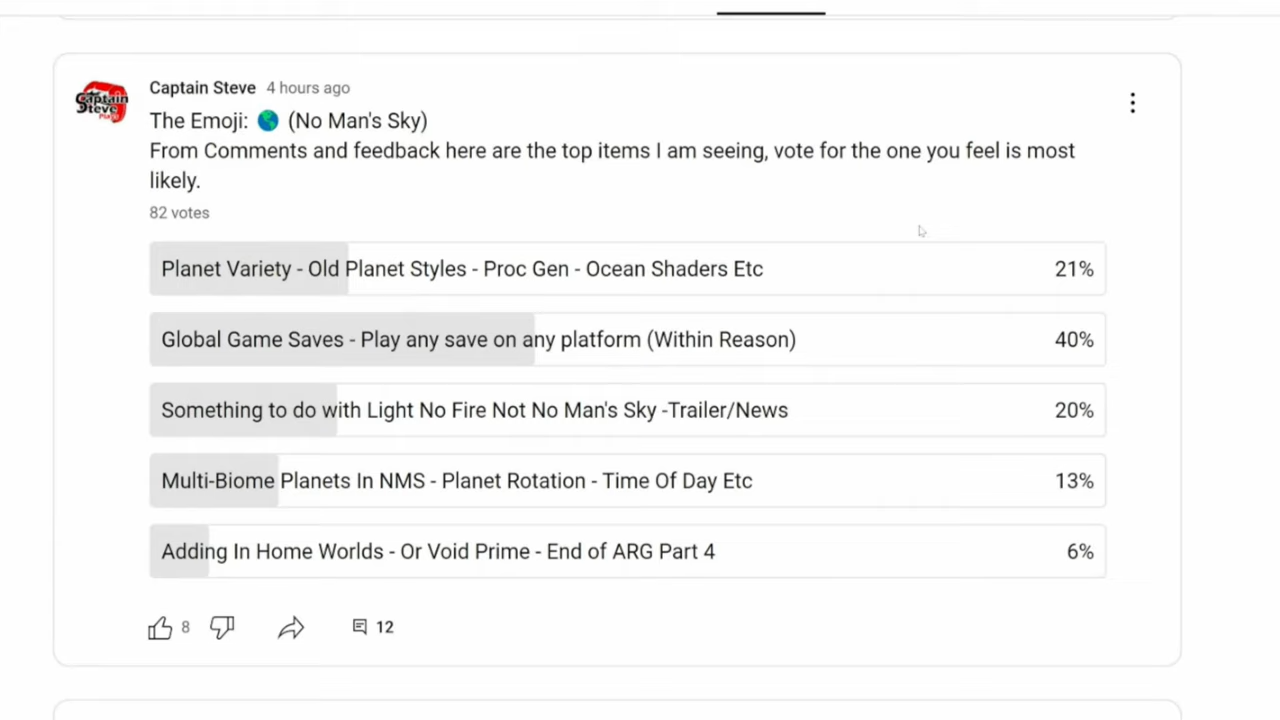 Captain Steve 4 hours ago
Captain
Steve
Plays
The Emoji: 🌎 (No Man's Sky)
From Comments and feedback here are the top items I am seeing, vote for the one you feel is most
likely.
82 votes
Planet Variety - Old Planet Styles - Proc Gen - Ocean Shaders Etc 21%
Global Game Saves - Play any save on any platform (Within Reason) 40%
Something to do with Light No Fire Not No Man's Sky -Trailer/News 20%
Multi-Biome Planets In NMS - Planet Rotation - Time Of Day Etc 13%
Adding In Home Worlds - Or Void Prime - End of ARG Part 4 6%
8 12